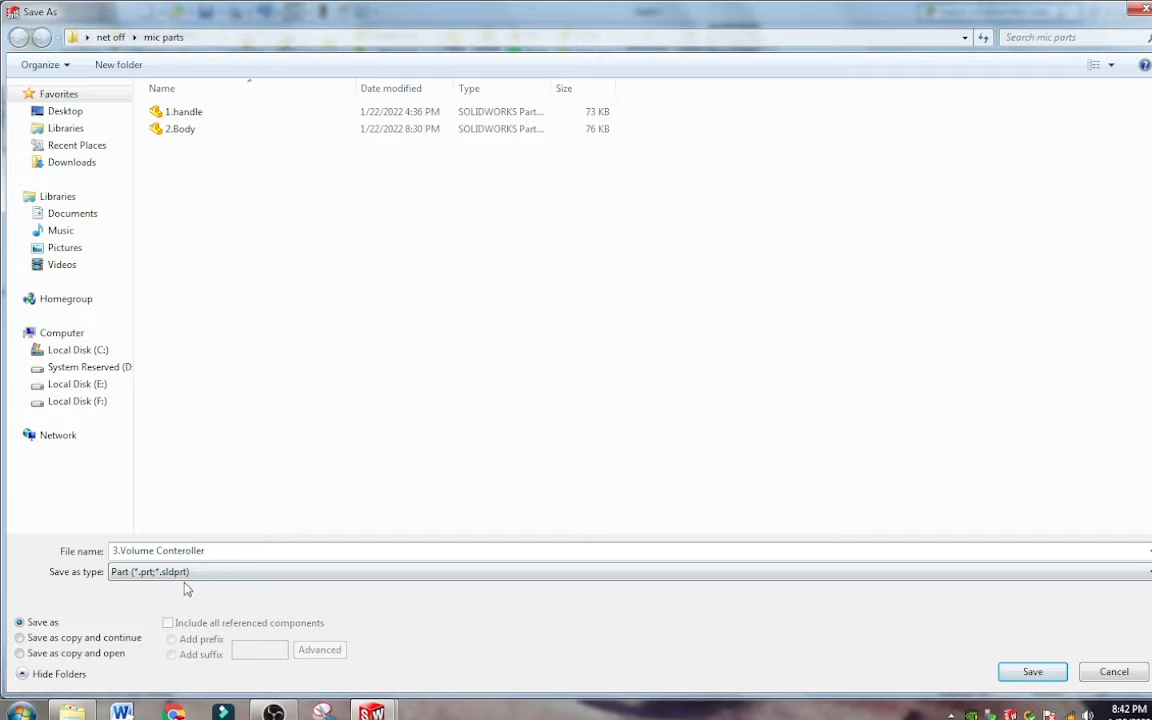 Save As
net off
mic parts
Search mic parts
Organize
New folder
Name
Date modified
Type
Size
1.handle
1/22/2022 4:36 PM
SOLIDWORKS Part...
73 KB
2.Body
1/22/2022 8:30 PM
SOLIDWORKS Part...
76 KB
Favorites
Desktop
Libraries
Recent Places
Downloads
Libraries
Documents
Music
Pictures
Videos
Homegroup
Computer
Local Disk (C:)
System Reserved (D
Local Disk (E:)
Local Disk (F:)
Network
File name:
3.Volume Conteroller
Save as type:
Part (*.prt;*.sldprt)
Save as
Include all referenced components
Save as copy and continue
Add prefix
Save as copy and open
Add suffix
Advanced
Hide Folders
Save
Cancel
8:42 PM